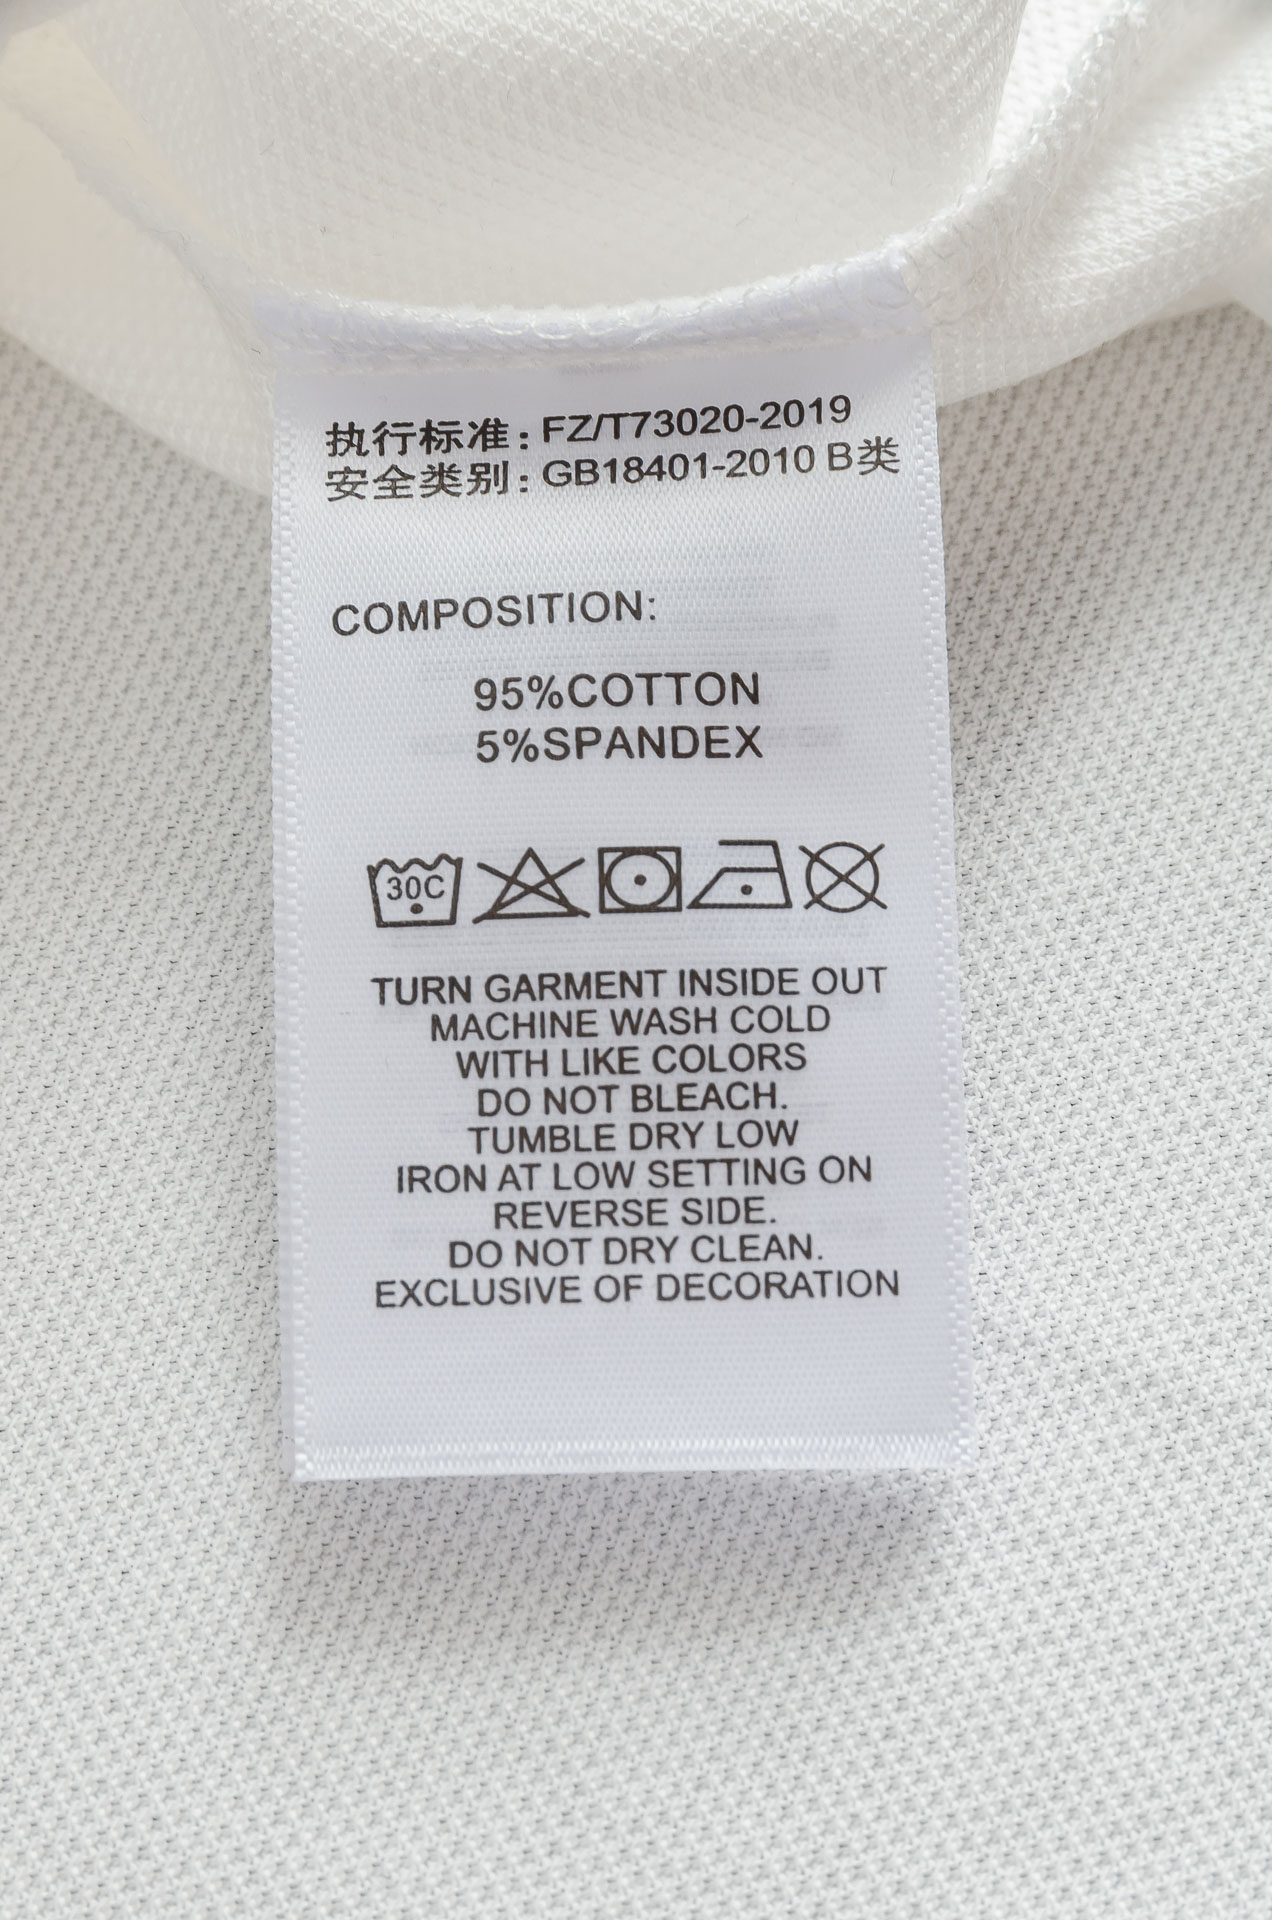 执行标准: FZ/T73020-2019
安全类别: GB18401-2010 B类
COMPOSITION:
95%COTTON
5%SPANDEX
30C
TURN GARMENT INSIDE OUT
MACHINE WASH COLD
WITH LIKE COLORS
DO NOT BLEACH.
TUMBLE DRY LOW
IRON AT LOW SETTING ON
REVERSE SIDE.
DO NOT DRY CLEAN.
EXCLUSIVE OF DECORATION